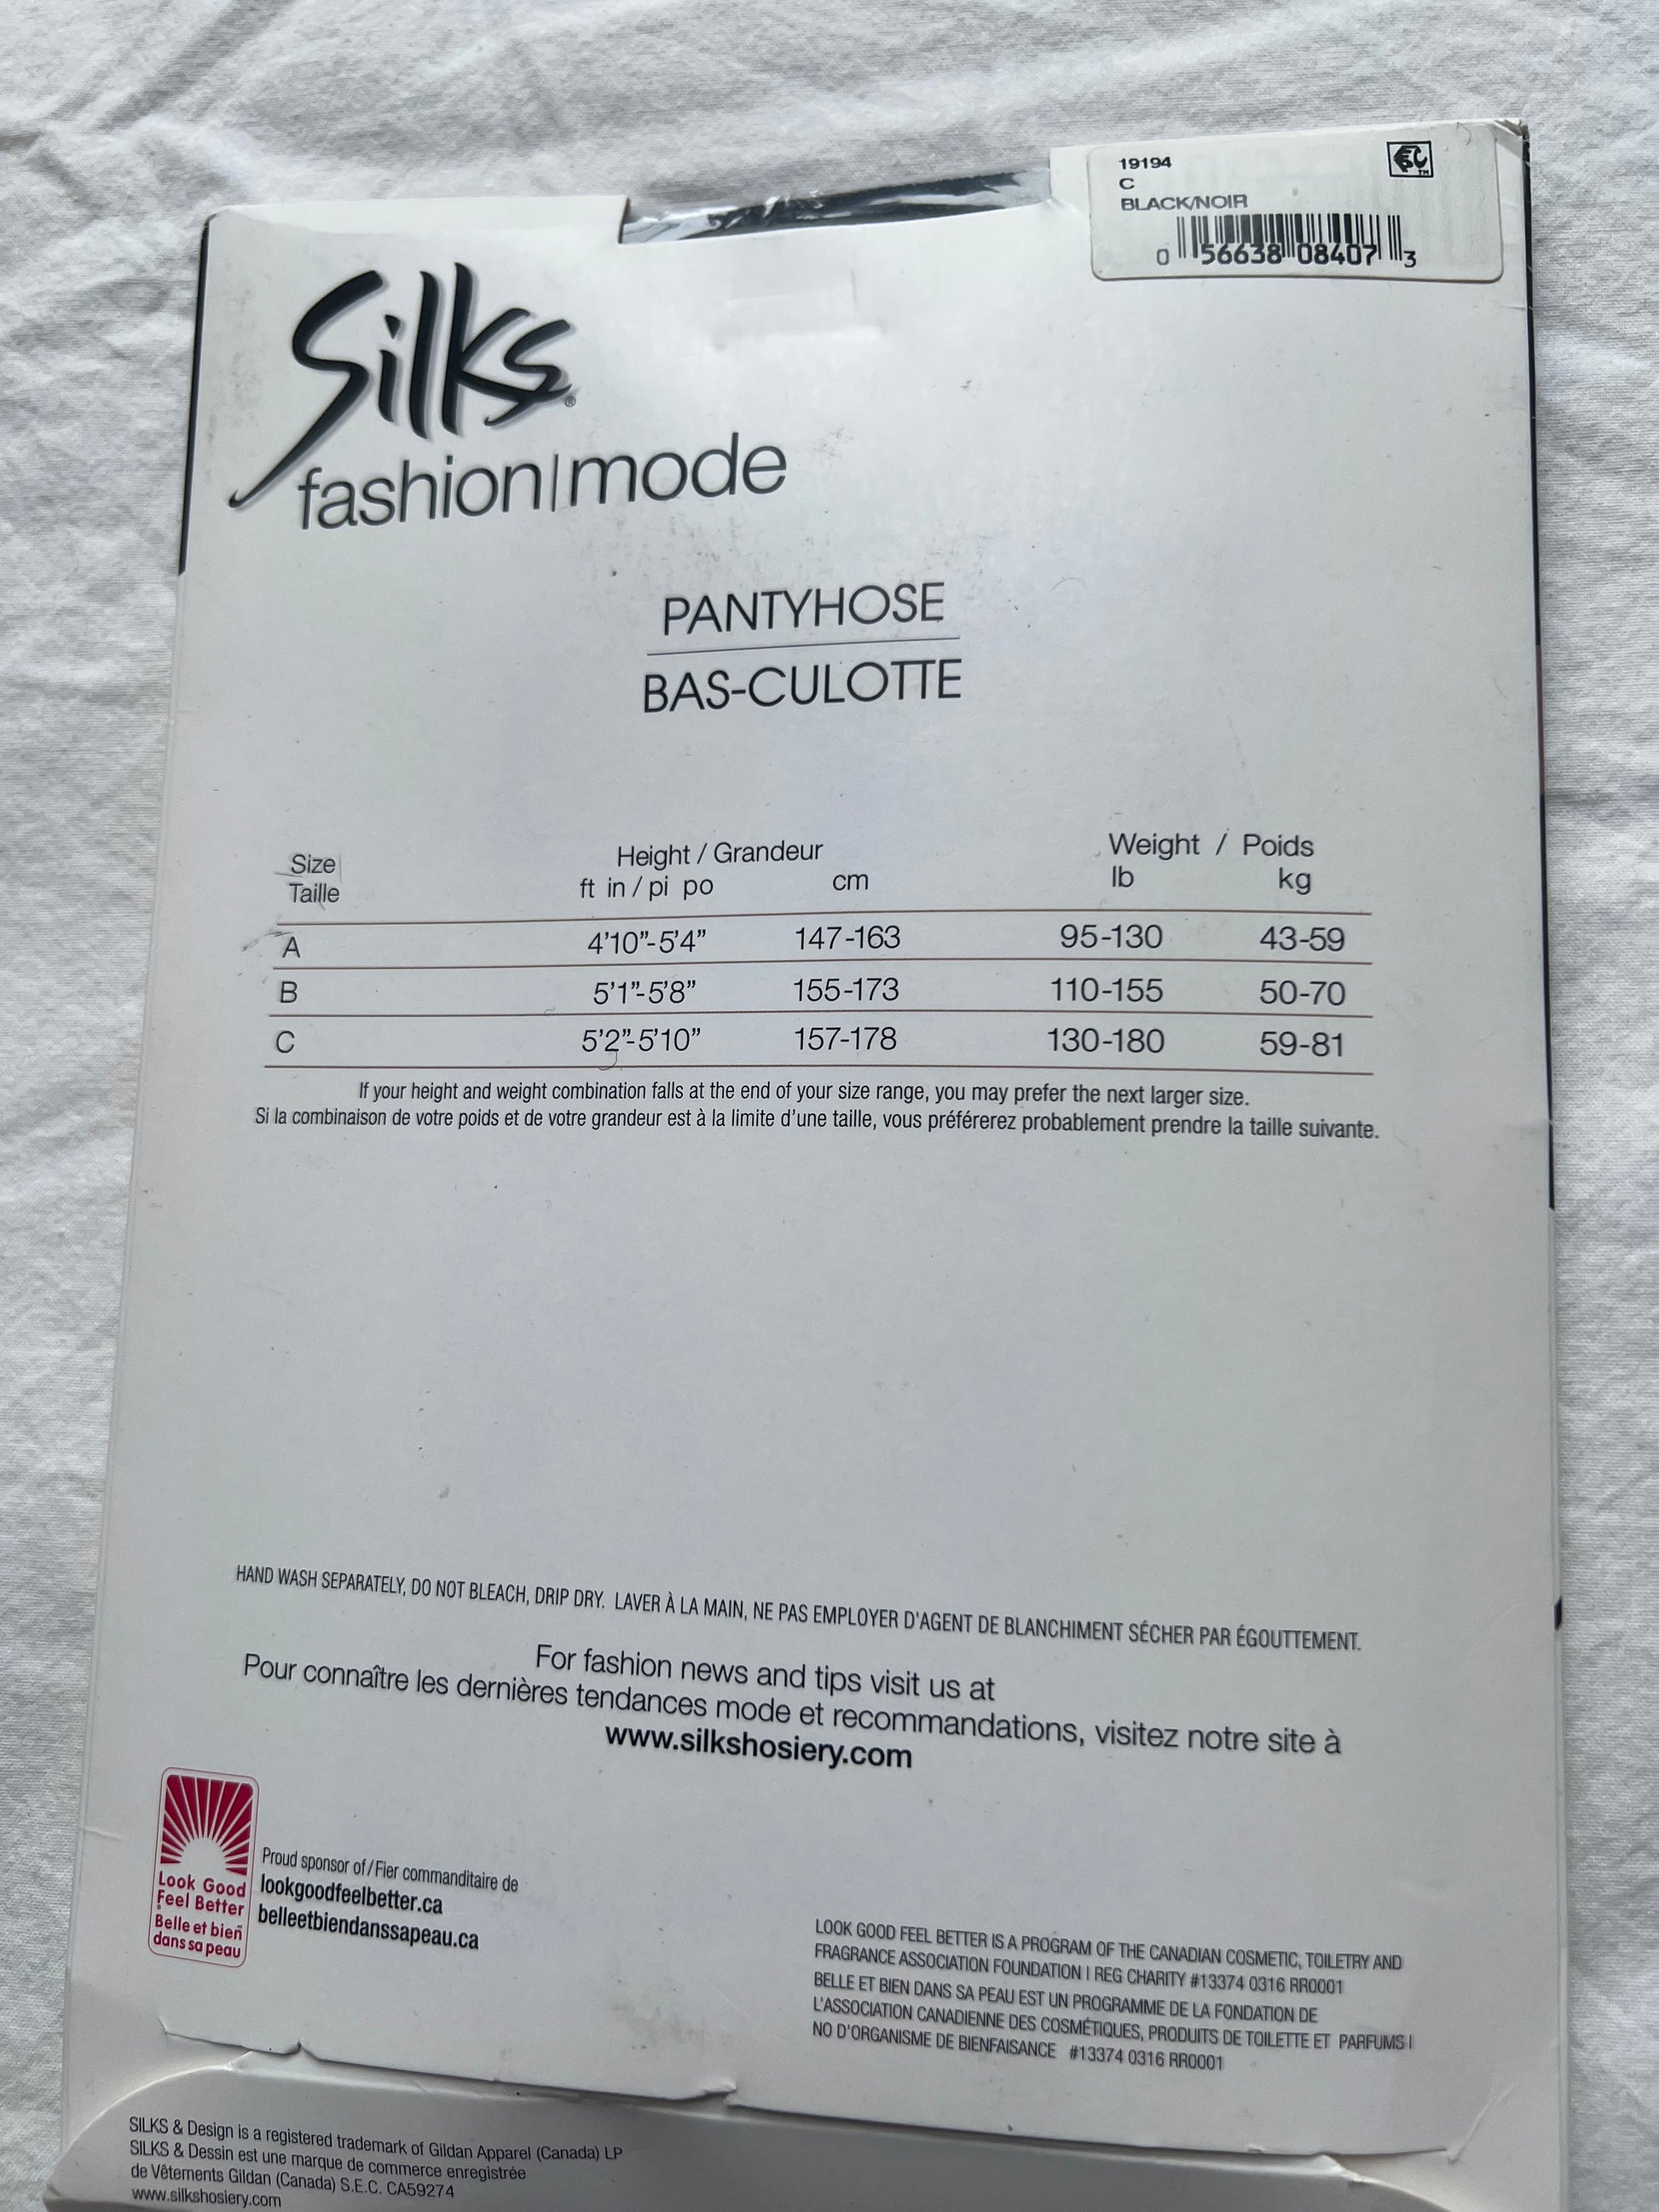 19194
C
BLACK/NOIR
0 56638 08407 3
Silks®
fashion|mode
PANTYHOSE
BAS-CULOTTE
Size Height / Grandeur Weight / Poids
Taille ft in / pi po cm lb kg
A 4'10”-5'4” 147-163 95-130 43-59
B 5'1”-5'8” 155-173 110-155 50-70
C 5'2”-5'10” 157-178 130-180 59-81
If your height and weight combination falls at the end of your size range, you may prefer the next larger size.
Si la combinaison de votre poids et de votre grandeur est à la limite d'une taille, vous préférerez probablement prendre la taille suivante.
HAND WASH SEPARATELY, DO NOT BLEACH, DRIP DRY. LAVER À LA MAIN, NE PAS EMPLOYER D'AGENT DE BLANCHIMENT SÉCHER PAR ÉGOUTTEMENT.
For fashion news and tips visit us at
Pour connaître les dernières tendances mode et recommandations, visitez notre site à
www.silkshosiery.com
Look Good
Feel Better
Belle et bien
dans sa peau
Proud sponsor of / Fier commanditaire de
lookgoodfeelbetter.ca
belleetbiendanssapeau.ca
LOOK GOOD FEEL BETTER IS A PROGRAM OF THE CANADIAN COSMETIC, TOILETRY AND
FRAGRANCE ASSOCIATION FOUNDATION | REG CHARITY #13374 0316 RR0001
BELLE ET BIEN DANS SA PEAU EST UN PROGRAMME DE LA FONDATION DE
L'ASSOCIATION CANADIENNE DES COSMÉTIQUES, PRODUITS DE TOILETTE ET PARFUMS |
NO D'ORGANISME DE BIENFAISANCE #13374 0316 RR0001
SILKS & Design is a registered trademark of Gildan Apparel (Canada) LP
SILKS & Dessin est une marque de commerce enregistrée
de Vêtements Gildan (Canada) S.E.C. CA59274
www.silkshosiery.com